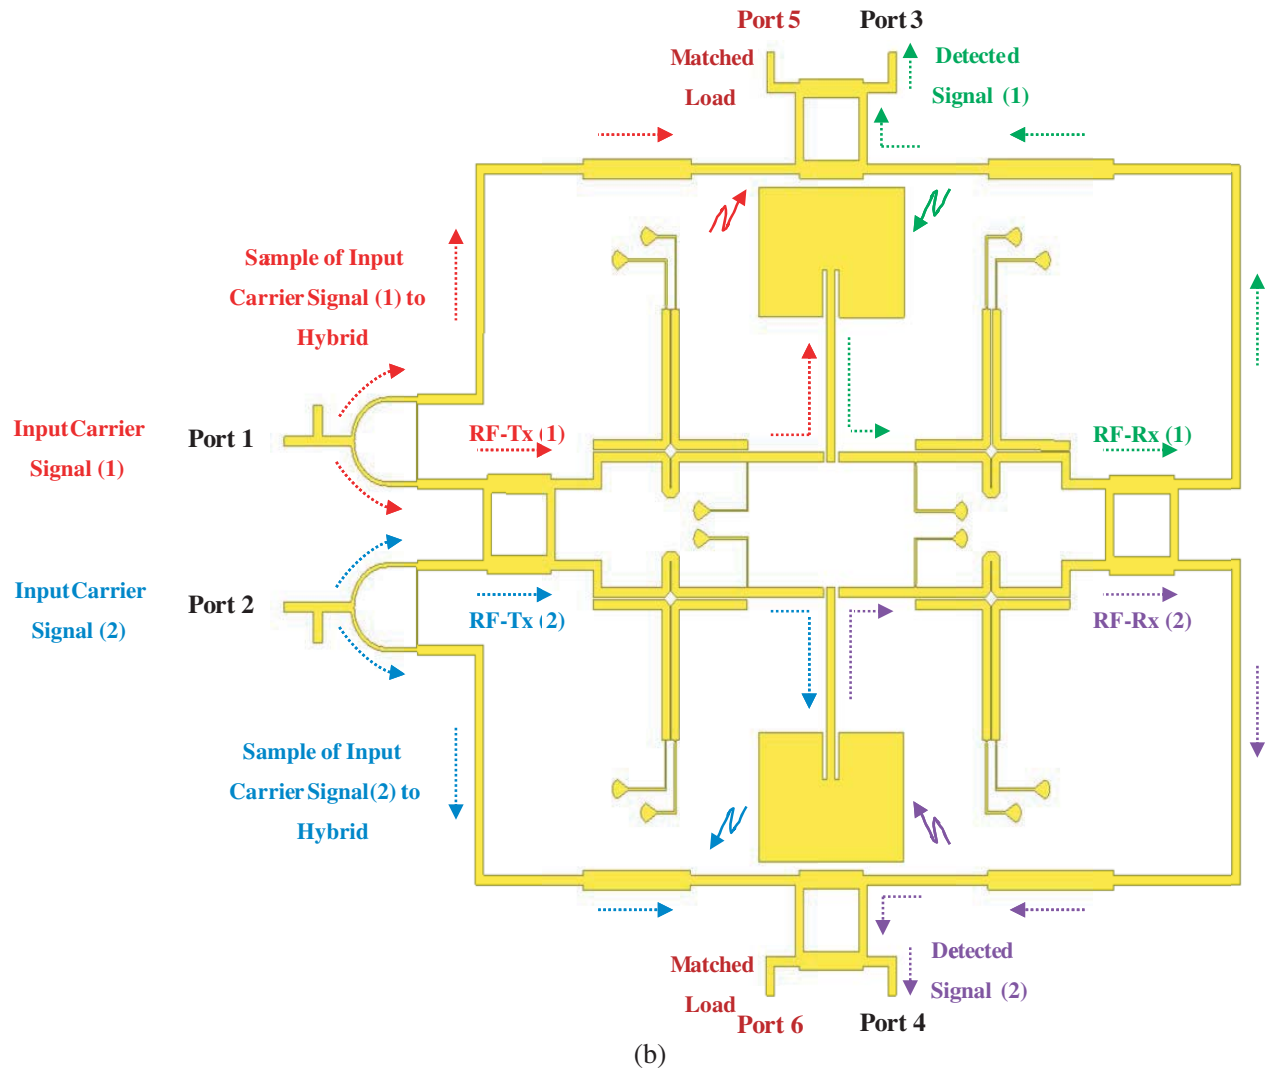 Port 5
Port 3
Matched
Load
Detected
Signal (1)
Sample of Input
Carrier Signal (1) to
Hybrid
Input Carrier
Signal (1)
Port 1
RF-Tx (1)
RF-Rx (1)
Input Carrier
Signal (2)
Port 2
RF-Tx (2)
RF-Rx (2)
Sample of Input
Carrier Signal (2) to
Hybrid
Matched
Load
Detected
Signal (2)
Port 6
Port 4
(b)